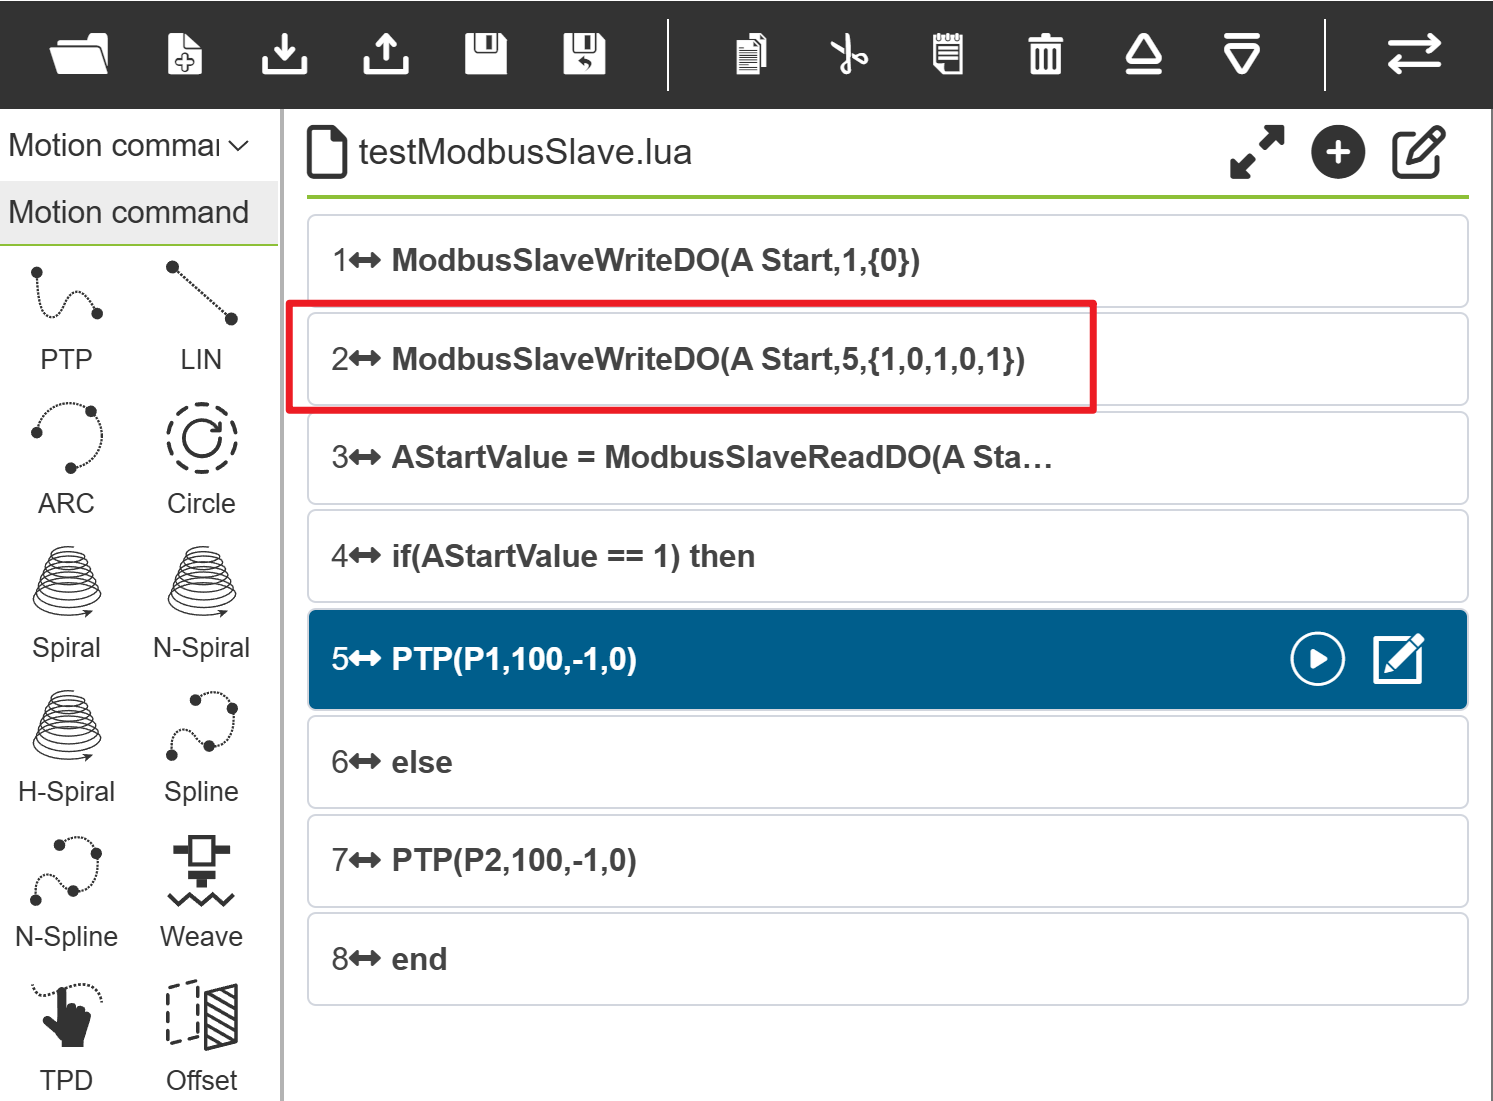 Motion comma
Motion command
PTP
LIN
ARC
Circle
Spiral
N-Spiral
H-Spiral
Spline
N-Spline
Weave
TPD
Offset
testModbusSlave.lua
1 ModbusSlaveWriteDO(A Start,1,{0})
2 ModbusSlaveWriteDO(A Start,5,{1,0,1,0,1})
3 AStartValue = ModbusSlaveReadDO(A Sta...
4 if(AStartValue == 1) then
5 PTP(P1,100,-1,0)
6 else
7 PTP(P2,100,-1,0)
8 end